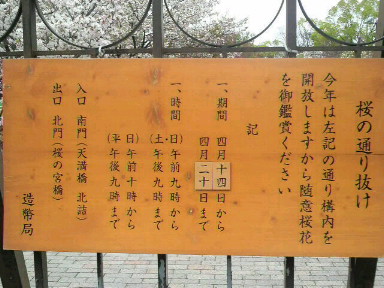 桜の通り抜け
今年は左記の通り構内を
開放しますから随意桜花
を御鑑賞ください
記
一、期間 四月十四日から
四月二十日まで
一、時間 (土・日)午前九時から
午後九時まで
(平日)午前十時から
午後九時まで
入口 南門(天満橋 北詰)
出口 北門(桜の宮橋)
造幣局